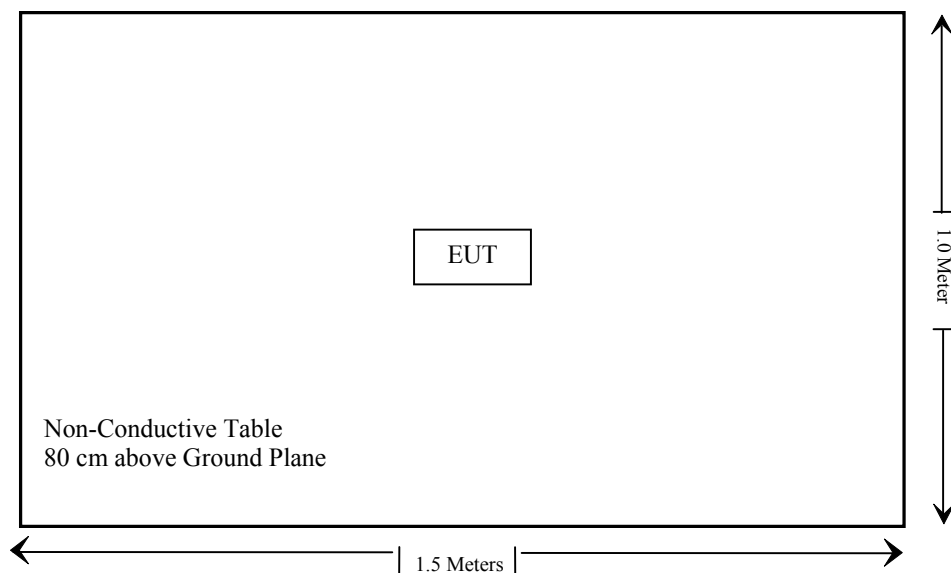 EUT
1.0 Meter
Non-Conductive Table
80 cm above Ground Plane
1.5 Meters